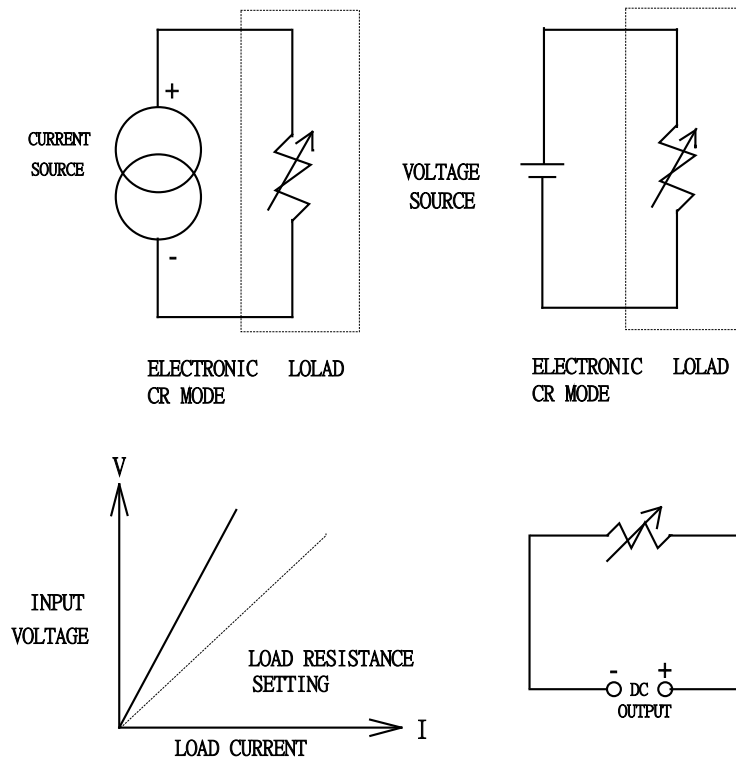 +
CURRENT
SOURCE
-
ELECTRONIC LOLAD
CR MODE
VOLTAGE
SOURCE
ELECTRONIC LOLAD
CR MODE
V
INPUT
VOLTAGE
LOAD RESISTANCE
SETTING
I
LOAD CURRENT
- DC +
OUTPUT